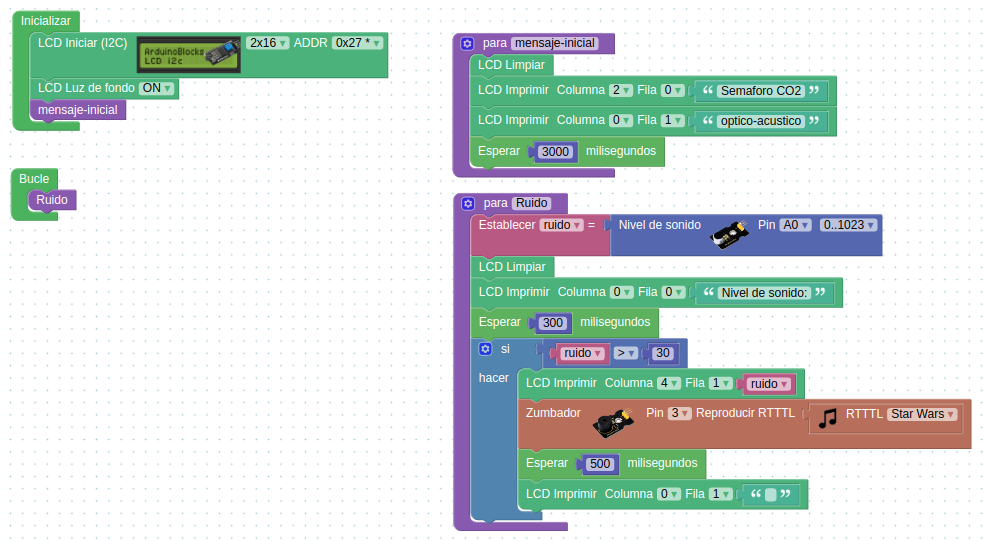 Inicializar
LCD Iniciar (I2C) ArduinoBlocks LCD i2c 2x16 ADDR 0x27 *
LCD Luz de fondo ON
mensaje-inicial
Bucle
Ruido
para mensaje-inicial
LCD Limpiar
LCD Imprimir Columna 2 Fila 0 “ Semaforo CO2 ”
LCD Imprimir Columna 0 Fila 1 “ optico-acustico ”
Esperar 3000 milisegundos
para Ruido
Establecer ruido = Nivel de sonido Pin A0 0..1023
LCD Limpiar
LCD Imprimir Columna 0 Fila 0 “ Nivel de sonido: ”
Esperar 300 milisegundos
si ruido > 30
hacer
LCD Imprimir Columna 4 Fila 1 ruido
Zumbador Pin 3 Reproducir RTTTL RTTTL Star Wars
Esperar 500 milisegundos
LCD Imprimir Columna 0 Fila 1 “ ”